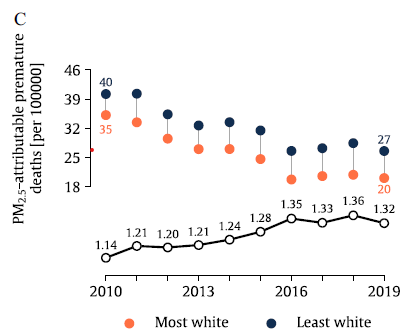 C
PM2.5–attributable premature
deaths [per 100000]
46
39
32
25
18
40
35
27
20
1.14 1.21 1.20 1.21 1.24 1.28 1.35 1.33 1.36 1.32
2010 2013 2016 2019
Most white Least white